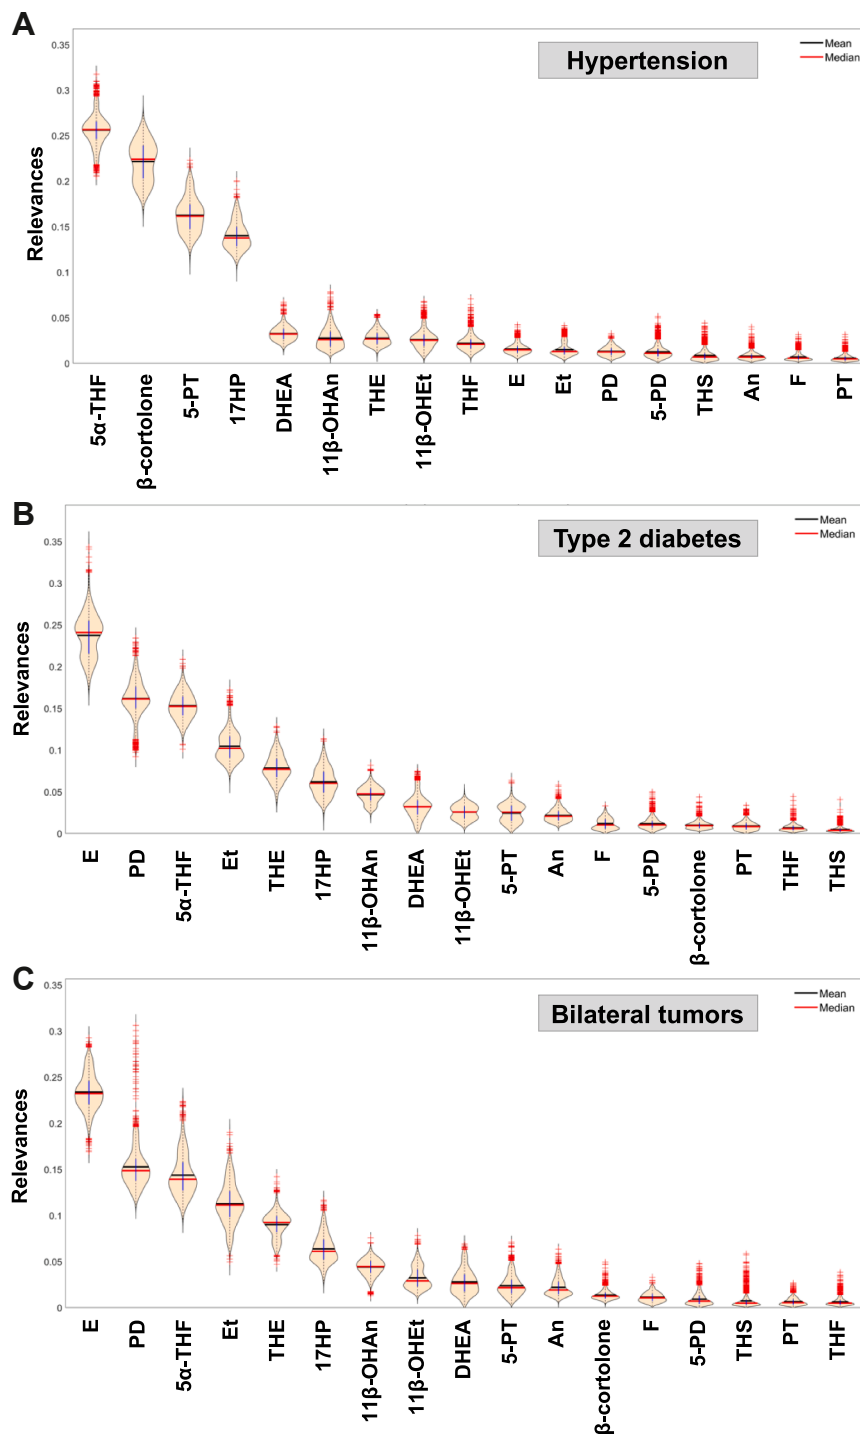 A
Hypertension
Mean
Median
Relevances
0.35
0.3
0.25
0.2
0.15
0.1
0.05
0
5α-THF
β-cortolone
5-PT
17HP
DHEA
11β-OHAn
THE
11β-OHEt
THF
E
Et
PD
5-PD
THS
An
F
PT
B
Type 2 diabetes
Mean
Median
Relevances
0.35
0.3
0.25
0.2
0.15
0.1
0.05
0
E
PD
5α-THF
Et
THE
17HP
11β-OHAn
DHEA
11β-OHEt
5-PT
An
F
5-PD
β-cortolone
PT
THF
THS
C
Bilateral tumors
Mean
Median
Relevances
0.35
0.3
0.25
0.2
0.15
0.1
0.05
0
E
PD
5α-THF
Et
THE
17HP
11β-OHAn
11β-OHEt
DHEA
5-PT
An
β-cortolone
F
5-PD
THS
PT
THF